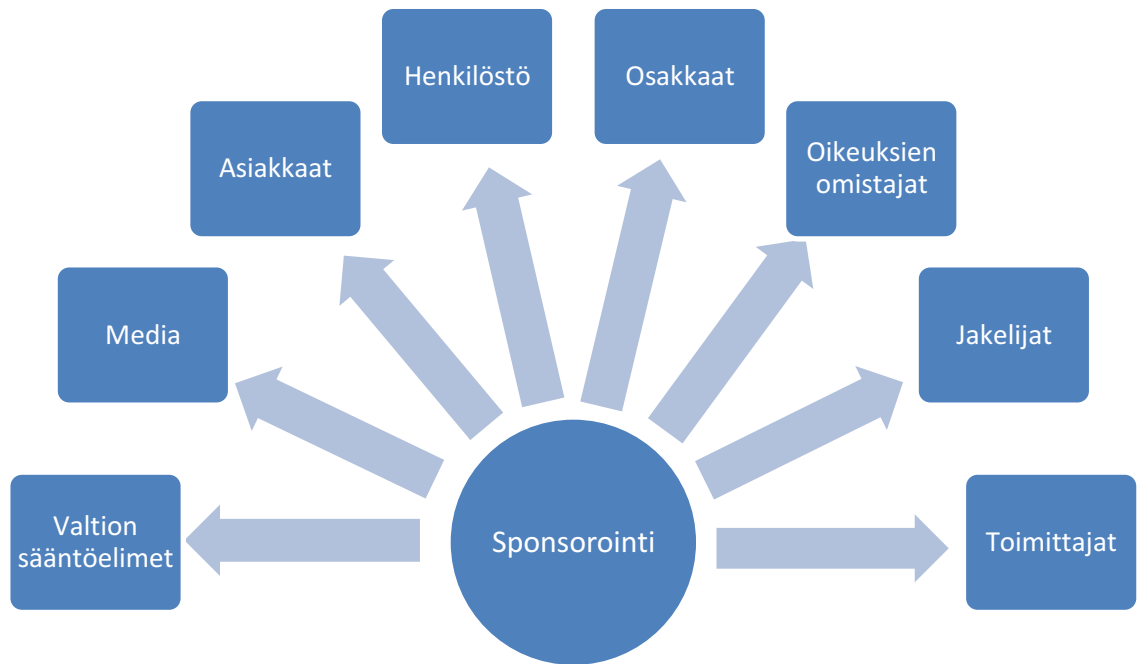 Henkilöstö
Osakkaat
Asiakkaat
Oikeuksien
omistajat
Media
Jakelijat
Valtion
sääntöelimet
Sponsorointi
Toimittajat